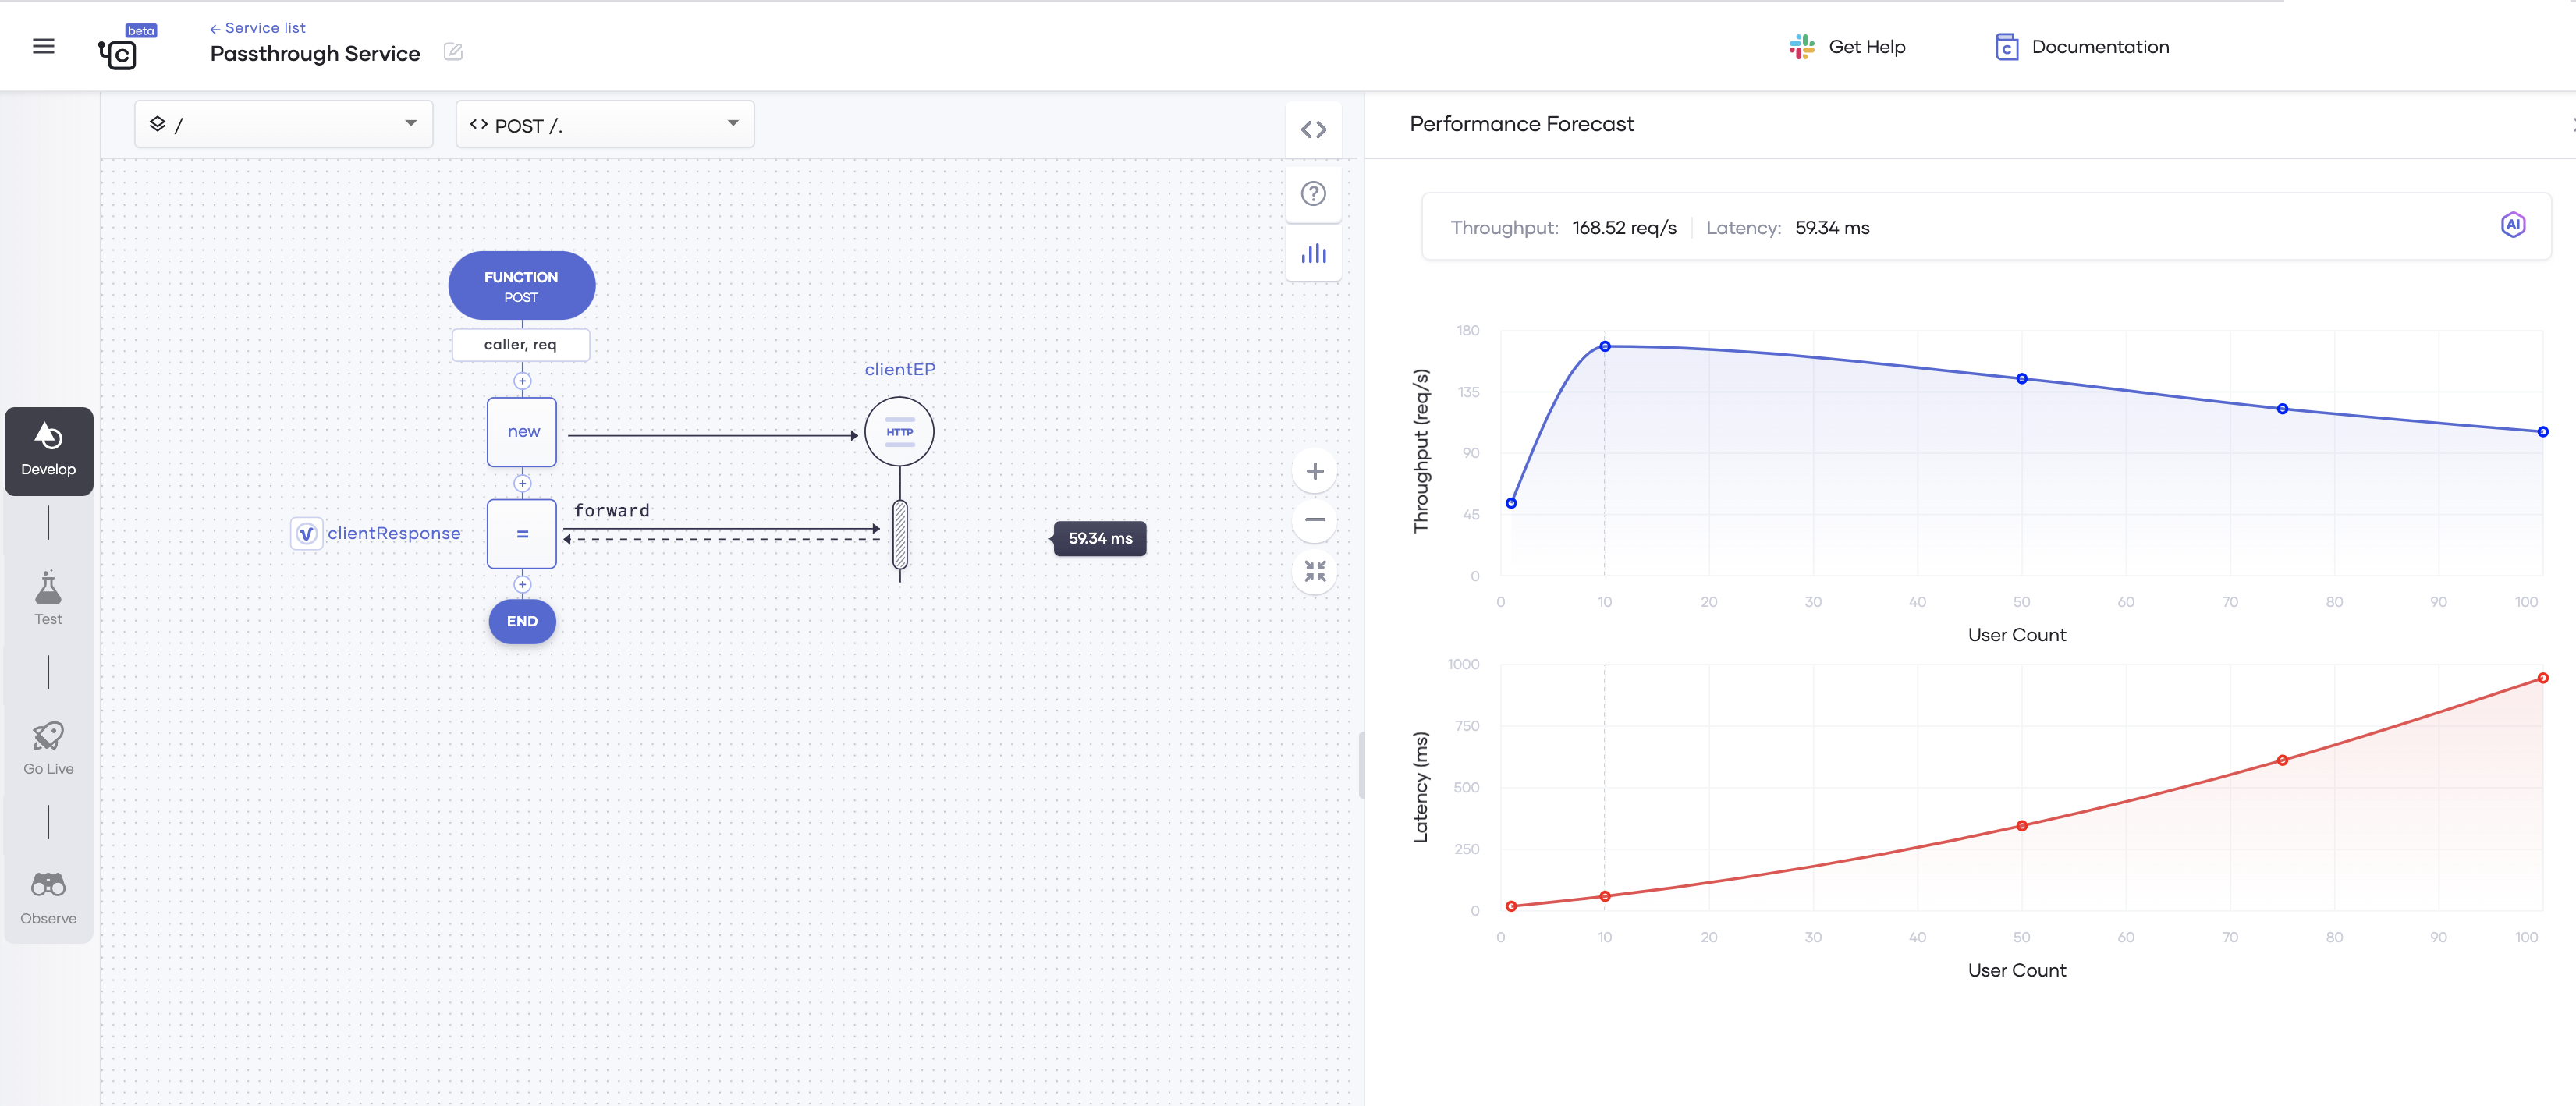 beta
C
← Service list
Passthrough Service
Get Help
C
Documentation
/
<> POST /.
Performance Forecast
Throughput: 168.52 req/s
Latency: 59.34 ms
AI
FUNCTION
POST
caller, req
clientEP
new
HTTP
forward
clientResponse
=
59.34 ms
END
Develop
Test
Go Live
Observe
Throughput (req/s)
180
135
90
45
0
0 10 20 30 40 50 60 70 80 90 100
User Count
Latency (ms)
1000
750
500
250
0
0 10 20 30 40 50 60 70 80 90 100
User Count